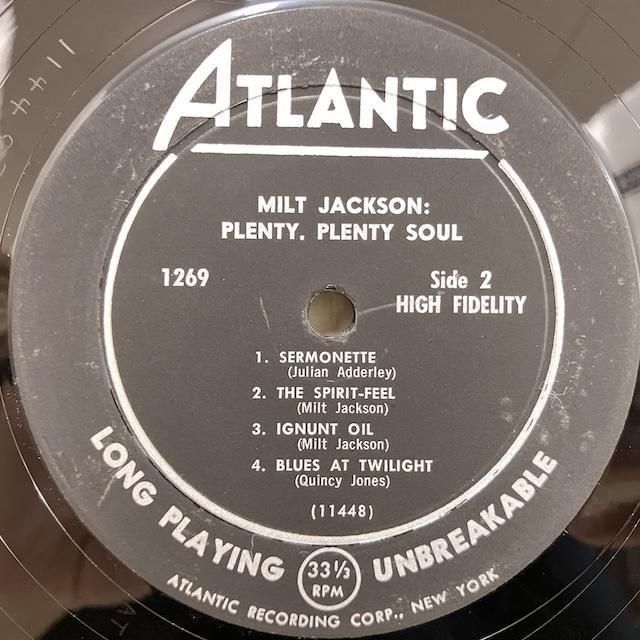 ATLANTIC
MILT JACKSON:
PLENTY, PLENTY SOUL
1269
Side 2
HIGH FIDELITY
1. SERMONETTE
(Julian Adderley)
2. THE SPIRIT-FEEL
(Milt Jackson)
3. IGNUNT OIL
(Milt Jackson)
4. BLUES AT TWILIGHT
(Quincy Jones)
(11448)
LONG PLAYING 33⅓ RPM UNBREAKABLE
ATLANTIC RECORDING CORP., NEW YORK